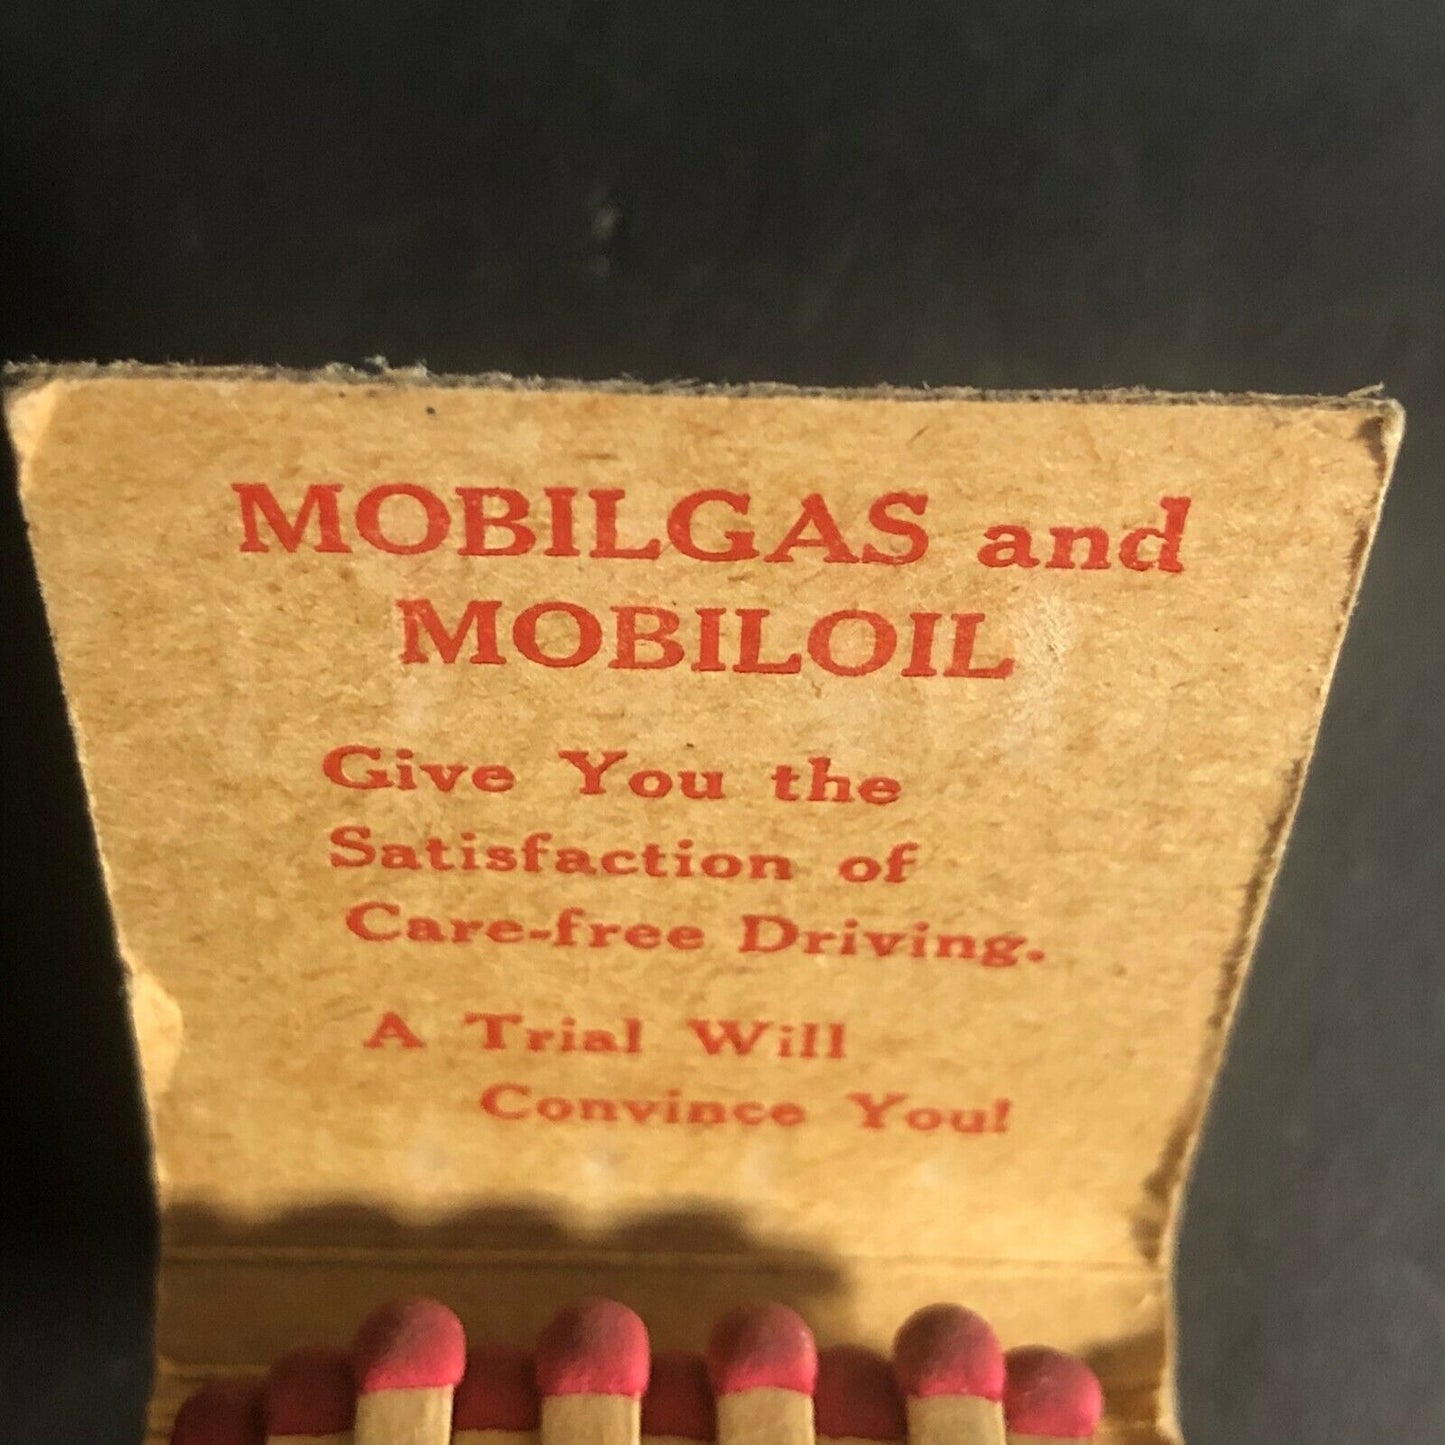 MOBILGAS and
MOBILOIL
Give You the
Satisfaction of
Care-free Driving.
A Trial Will
Convince You!